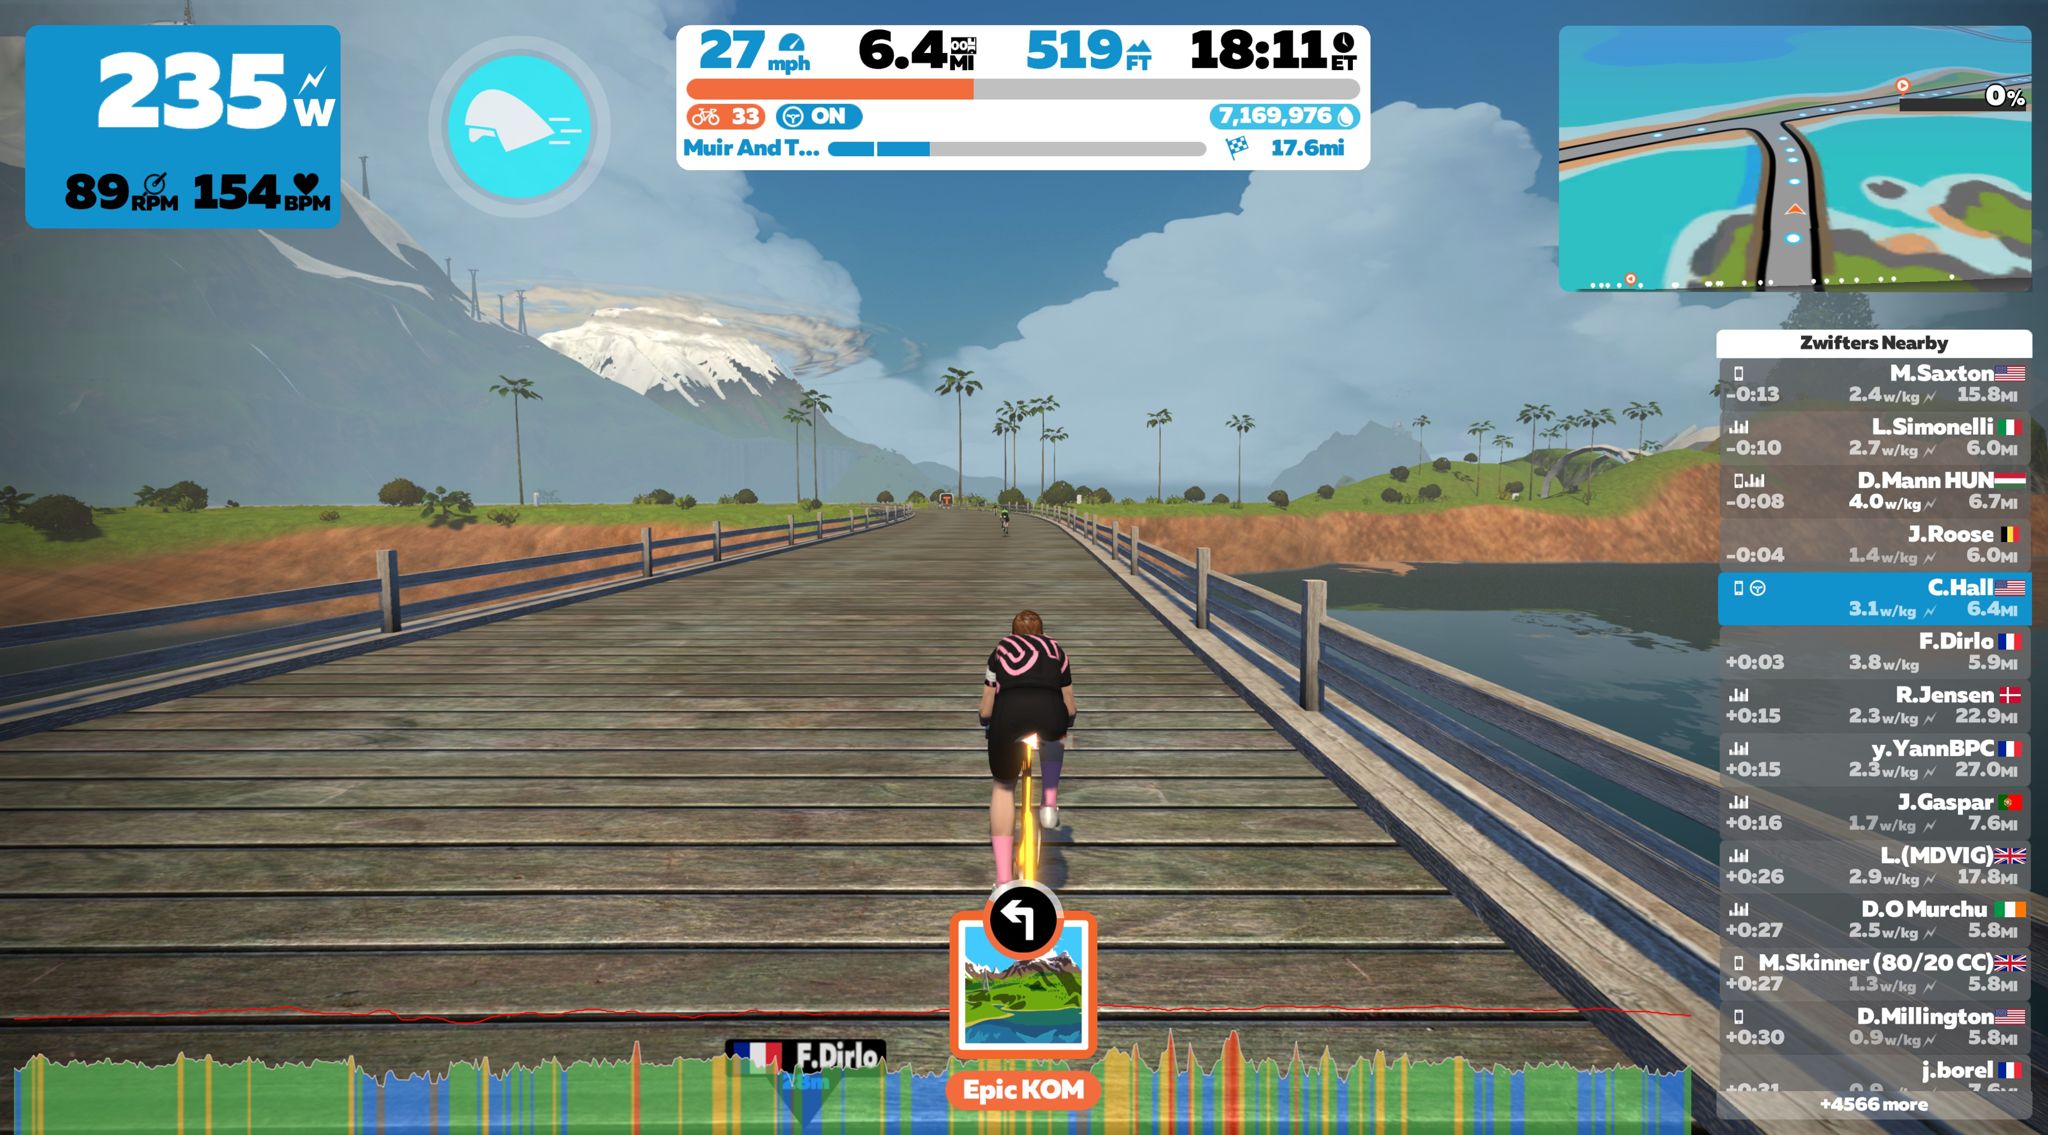 235 W
89 RPM 154 BPM
27 mph 6.4 MI 519 FT 18:11 ET
33 ON 7,169,976
Muir And T... 17.6mi
0%
Zwifters Nearby
M.Saxton
-0:13 2.4 w/kg 15.8 MI
L.Simonelli
-0:10 2.7 w/kg 6.0 MI
D.Mann HUN
-0:08 4.0 w/kg 6.7 MI
J.Roose
-0:04 1.4 w/kg 6.0 MI
C.Hall
3.1 w/kg 6.4 MI
F.Dirlo
+0:03 3.8 w/kg 5.9 MI
R.Jensen
+0:15 2.3 w/kg 22.9 MI
y.YannBPC
+0:15 2.3 w/kg 27.0 MI
J.Gaspar
+0:16 1.7 w/kg 7.6 MI
L.(MDVIG)
+0:26 2.9 w/kg 17.8 MI
D.O Murchu
+0:27 2.5 w/kg 5.8 MI
M.Skinner (80/20 CC)
+0:27 1.3 w/kg 5.8 MI
D.Millington
+0:30 0.9 w/kg 5.8 MI
j.borel
+4566 more
T
F.Dirlo
Epic KOM